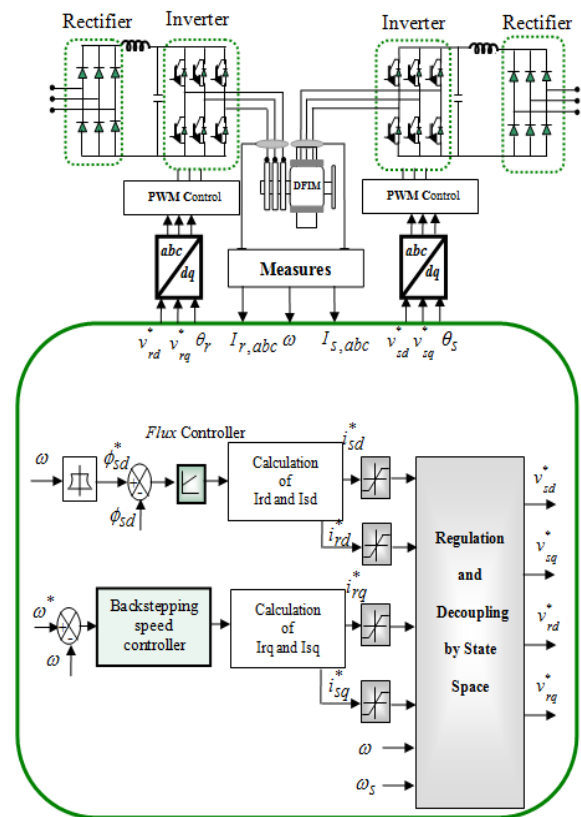 Rectifier
Inverter
Inverter
Rectifier
DFIM
PWM Control
PWM Control
abc
dq
Measures
abc
dq
v*rd v*rq θr
Ir,abc ω Is,abc
v*sd v*sq θs
Flux Controller
ω
ϕ*sd
+
-
ϕsd
Calculation
of
Ird and Isd
i*sd
i*rd
ω*
+
-
ω
Backstepping
speed
controller
Calculation
of
Irq and Isq
i*rq
i*sq
ω
ωs
Regulation
and
Decoupling
by State
Space
v*sd
v*sq
v*rd
v*rq